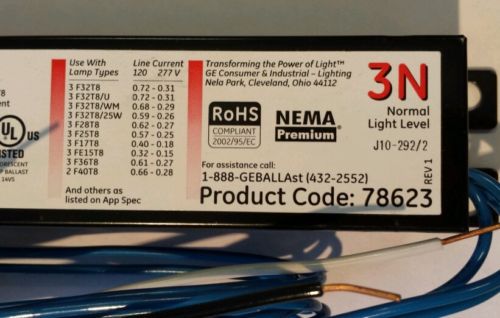 Use With
Lamp Types
Line Current
120 277 V
3 F32T8 0.72 - 0.31
3 F32T8/U 0.72 - 0.31
3 F32T8/WM 0.68 - 0.29
3 F32T8/25W 0.59 - 0.26
3 F28T8 0.62 - 0.27
3 F25T8 0.57 - 0.25
3 F17T8 0.40 - 0.18
3 FE15T8 0.32 - 0.15
3 F36T8 0.61 - 0.27
2 F40T8 0.66 - 0.28
And others as
listed on App Spec
Transforming the Power of Light™
GE Consumer & Industrial – Lighting
Nela Park, Cleveland, Ohio 44112
RoHS
COMPLIANT
2002/95/EC
NEMA
Premium®
For assistance call:
1-888-GEBALLAst (432-2552)
Product Code: 78623
3N
Normal
Light Level
J10-292/2
REV 1
T8
UL
US